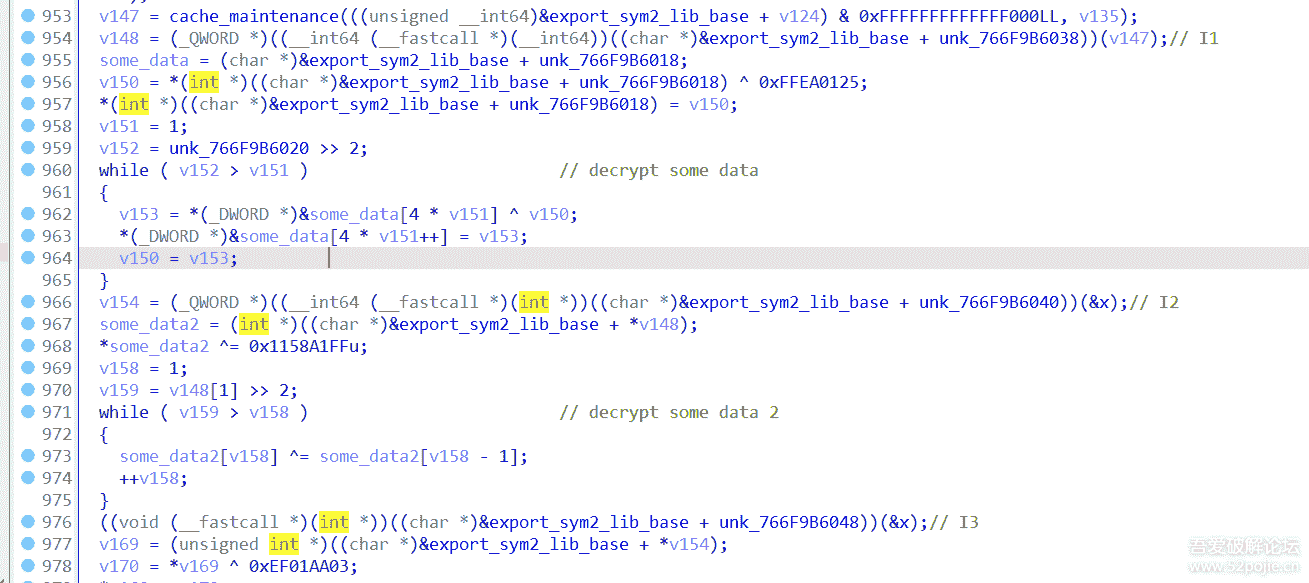 953 v147 = cache_maintenance(((unsigned __int64)&export_sym2_lib_base + v124) & 0xFFFFFFFFFFFFF000LL, v135);
954 v148 = (_QWORD *)((__int64 (__fastcall *)(__int64))((char *)&export_sym2_lib_base + unk_766F9B6038))(v147);// I1
955 some_data = (char *)&export_sym2_lib_base + unk_766F9B6018;
956 v150 = *(int *)((char *)&export_sym2_lib_base + unk_766F9B6018) ^ 0xFFEA0125;
957 *(int *)((char *)&export_sym2_lib_base + unk_766F9B6018) = v150;
958 v151 = 1;
959 v152 = unk_766F9B6020 >> 2;
960 while ( v152 > v151 ) // decrypt some data
961 {
962 v153 = *(_DWORD *)&some_data[4 * v151] ^ v150;
963 *(_DWORD *)&some_data[4 * v151++] = v153;
964 v150 = v153;
965 }
966 v154 = (_QWORD *)((__int64 (__fastcall *)(int *))((char *)&export_sym2_lib_base + unk_766F9B6040))(&x);// I2
967 some_data2 = (int *)((char *)&export_sym2_lib_base + *v148);
968 *some_data2 ^= 0x1158A1FFu;
969 v158 = 1;
970 v159 = v148[1] >> 2;
971 while ( v159 > v158 ) // decrypt some data 2
972 {
973 some_data2[v158] ^= some_data2[v158 - 1];
974 ++v158;
975 }
976 ((void (__fastcall *)(int *))((char *)&export_sym2_lib_base + unk_766F9B6048))(&x);// I3
977 v169 = (unsigned int *)((char *)&export_sym2_lib_base + *v154);
978 v170 = *v169 ^ 0xEF01AA03;
吾爱破解论坛
www.52pojie.cn